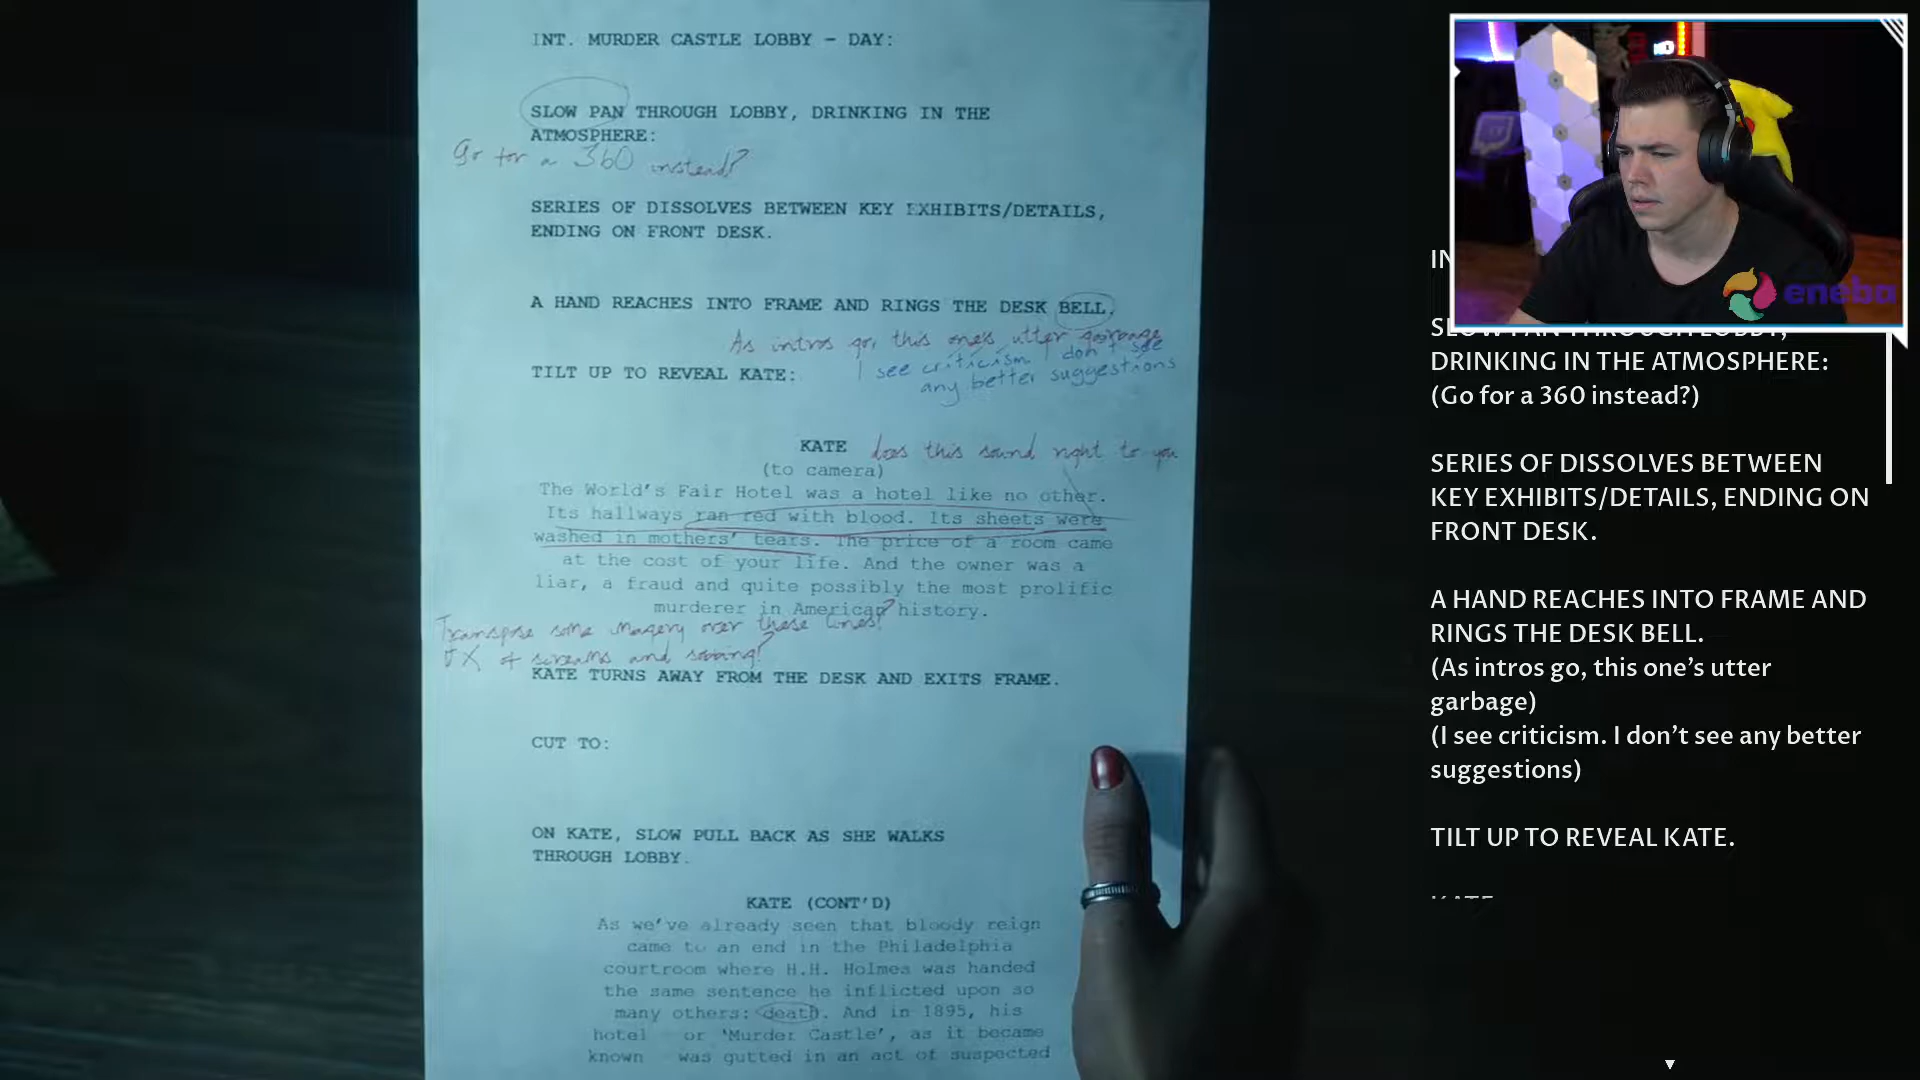 INT. MURDER CASTLE LOBBY - DAY:
SLOW PAN THROUGH LOBBY, DRINKING IN THE
ATMOSPHERE:
Go for a 360 instead?
SERIES OF DISSOLVES BETWEEN KEY EXHIBITS/DETAILS,
ENDING ON FRONT DESK.
A HAND REACHES INTO FRAME AND RINGS THE DESK BELL.
As intros go, this one's utter garbage
I see criticism don't see
any better suggestions
TILT UP TO REVEAL KATE:
KATE
does this sound right to you
(to camera)
The World's Fair Hotel was a hotel like no other.
Its hallways ran red with blood. Its sheets were
washed in mothers' tears. The price of a room came
at the cost of your life. And the owner was a
liar, a fraud and quite possibly the most prolific
murderer in American history.
Transpose some imagery over these lines?
FX of screams and sawing?
KATE TURNS AWAY FROM THE DESK AND EXITS FRAME.
CUT TO:
ON KATE, SLOW PULL BACK AS SHE WALKS
THROUGH LOBBY.
KATE (CONT'D)
As we've already seen that bloody reign
came to an end in the Philadelphia
courtroom where H.H. Holmes was handed
the same sentence he inflicted upon so
many others: death. And in 1895, his
hotel or 'Murder Castle', as it became
known was gutted in an act of suspected
eneba
SLOW PAN THROUGH LOBBY,
DRINKING IN THE ATMOSPHERE:
(Go for a 360 instead?)
SERIES OF DISSOLVES BETWEEN
KEY EXHIBITS/DETAILS, ENDING ON
FRONT DESK.
A HAND REACHES INTO FRAME AND
RINGS THE DESK BELL.
(As intros go, this one's utter
garbage)
(I see criticism. I don't see any better
suggestions)
TILT UP TO REVEAL KATE.
KATE